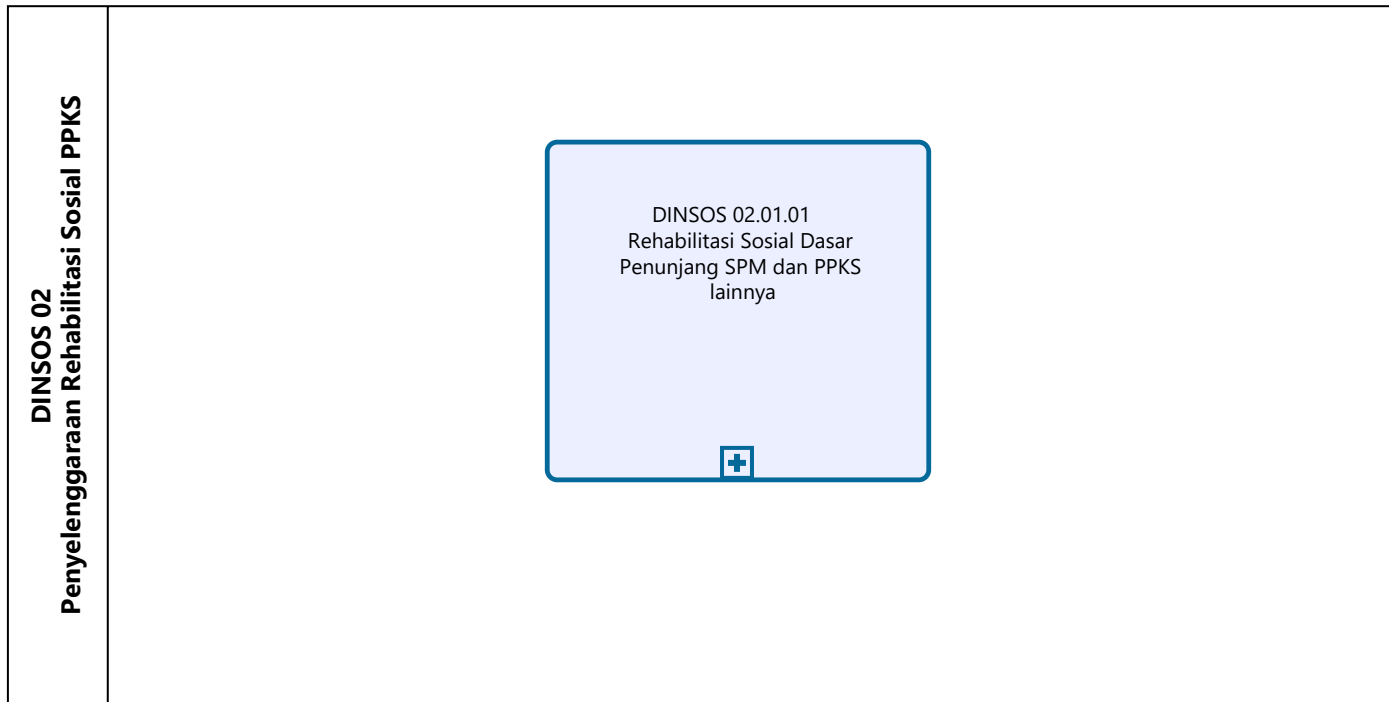 DINSOS 02
Penyelenggaraan Rehabilitasi Sosial PPKS
DINSOS 02.01.01
Rehabilitasi Sosial Dasar
Penunjang SPM dan PPKS
lainnya